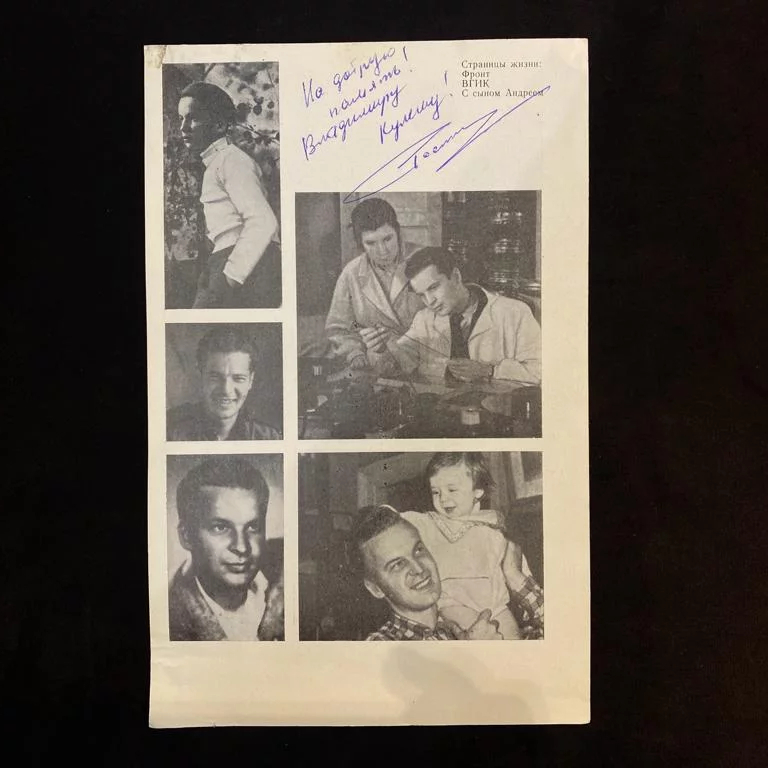 На добрую
память!
Владимиру
Кулешу!
Страницы жизни:
Фронт
ВГИК
С сыном Андреем